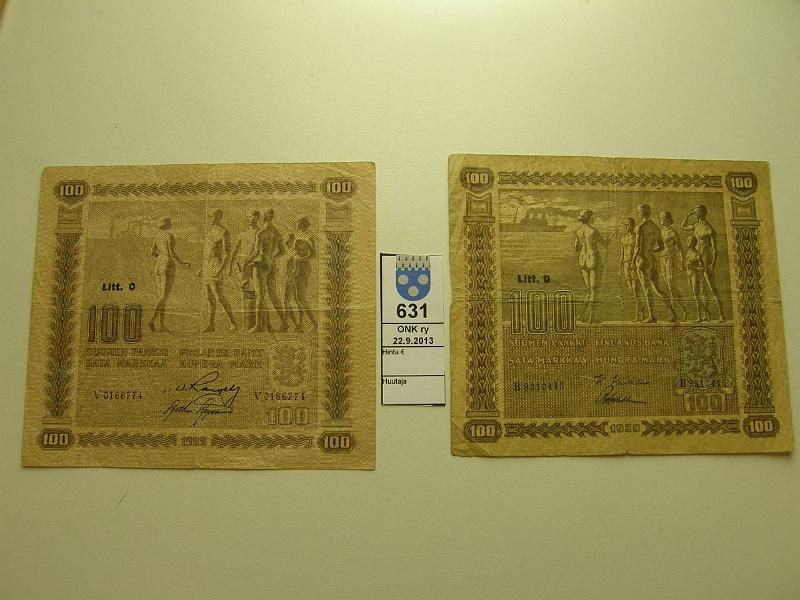 100 100
Litt. C
100
SUOMEN PANKKI FINLANDS BANK
SATA MARKKAA HUNDRA MARK
V 0166774 V 0166774
100
100 1922 100
631
ONK ry
22.9.2013
Hinta €
Huutaja
100 100
Litt. D
100
SUOMEN PANKKI FINLANDS BANK
SATA MARKKAA HUNDRA MARK
100
100 1939 100